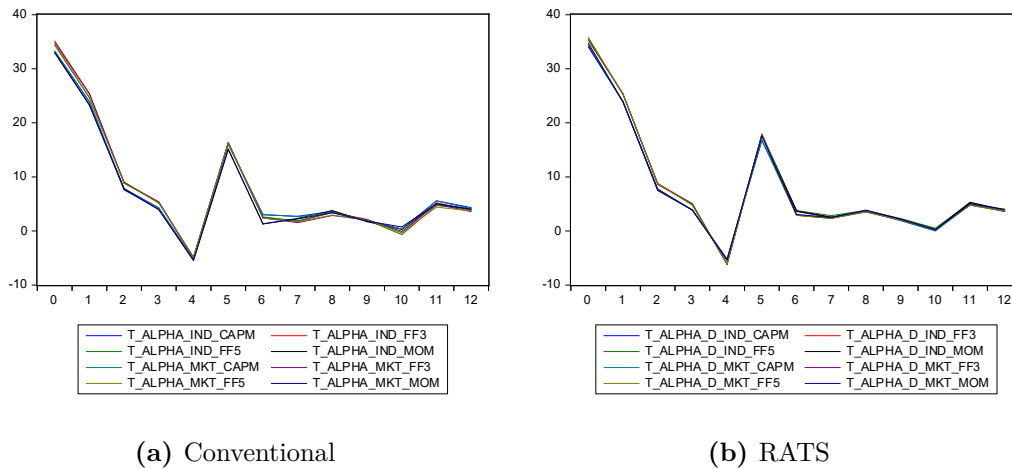 40
30
20
10
0
-10
0 1 2 3 4 5 6 7 8 9 10 11 12
T_ALPHA_IND_CAPM T_ALPHA_IND_FF3
T_ALPHA_IND_FF5 T_ALPHA_IND_MOM
T_ALPHA_MKT_CAPM T_ALPHA_MKT_FF3
T_ALPHA_MKT_FF5 T_ALPHA_MKT_MOM
(a) Conventional
40
30
20
10
0
-10
0 1 2 3 4 5 6 7 8 9 10 11 12
T_ALPHA_D_IND_CAPM T_ALPHA_D_IND_FF3
T_ALPHA_D_IND_FF5 T_ALPHA_D_IND_MOM
T_ALPHA_D_MKT_CAPM T_ALPHA_D_MKT_FF3
T_ALPHA_D_MKT_FF5 T_ALPHA_D_MKT_MOM
(b) RATS